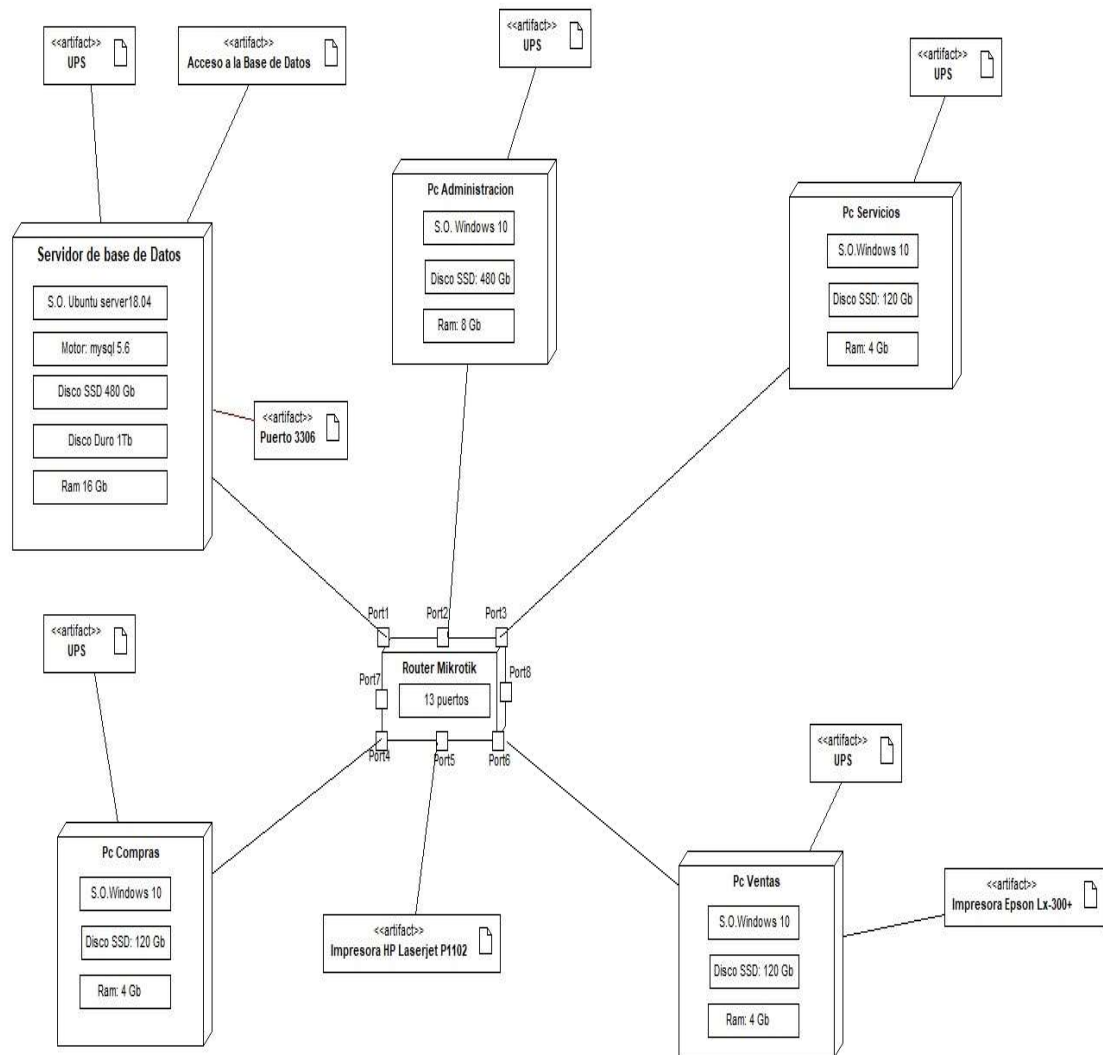 <<artifact>>
UPS
<<artifact>>
Acceso a la Base de Datos
<<artifact>>
UPS
<<artifact>>
UPS
Servidor de base de Datos
S.O. Ubuntu server18.04
Motor: mysql 5.6
Disco SSD 480 Gb
Disco Duro 1Tb
Ram 16 Gb
Pc Administracion
S.O. Windows 10
Disco SSD: 480 Gb
Ram: 8 Gb
Pc Servicios
S.O.Windows 10
Disco SSD: 120 Gb
Ram: 4 Gb
<<artifact>>
Puerto 3306
Port1
Port2
Port3
Router Mikrotik
13 puertos
Port7
Port8
Port4
Port5
Port6
<<artifact>>
UPS
Pc Compras
S.O.Windows 10
Disco SSD: 120 Gb
Ram: 4 Gb
<<artifact>>
Impresora HP Laserjet P1102
<<artifact>>
UPS
Pc Ventas
S.O.Windows 10
Disco SSD: 120 Gb
Ram: 4 Gb
<<artifact>>
Impresora Epson Lx-300+